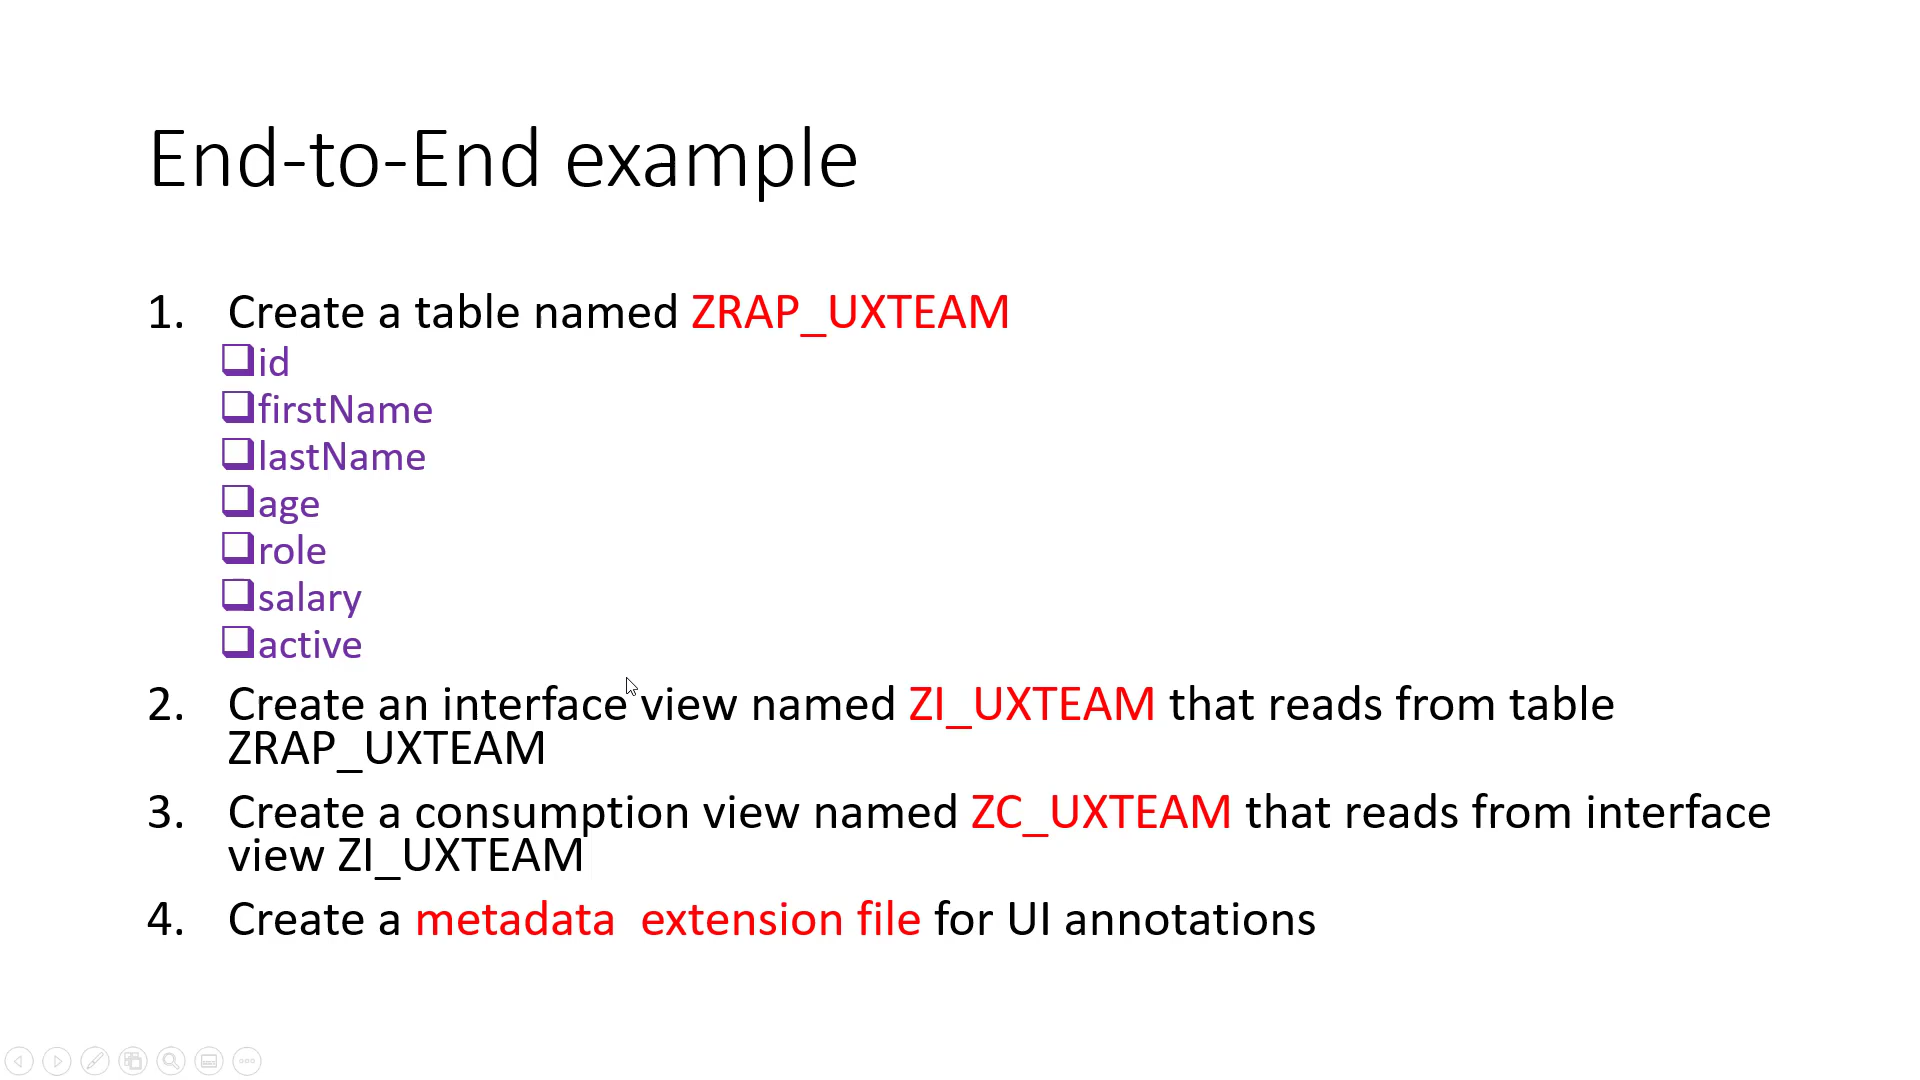 End-to-End example
1. Create a table named ZRAP_UXTEAM
id
firstName
lastName
age
role
salary
active
2. Create an interface view named ZI_UXTEAM that reads from table
ZRAP_UXTEAM
3. Create a consumption view named ZC_UXTEAM that reads from interface
view ZI_UXTEAM
4. Create a metadata  extension file for UI annotations